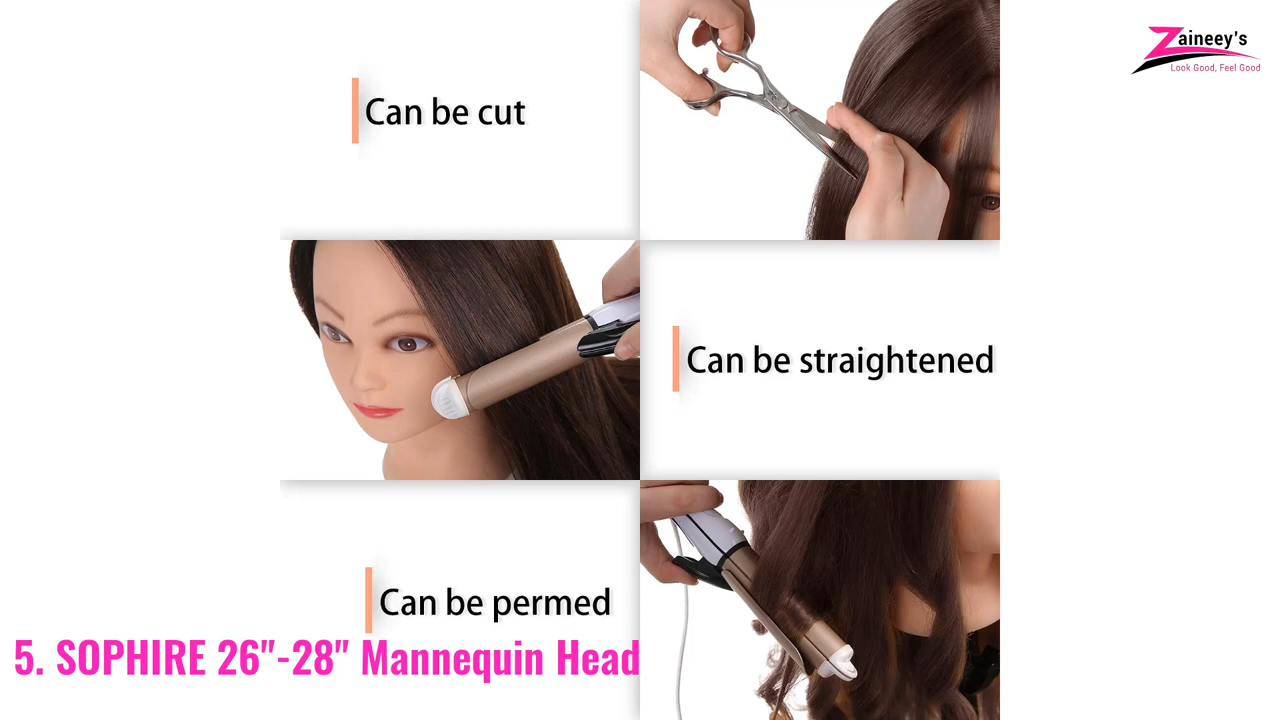 Zaineey's
Look Good, Feel Good
Can be cut
Can be straightened
Can be permed
5. SOPHIRE 26"-28" Mannequin Head